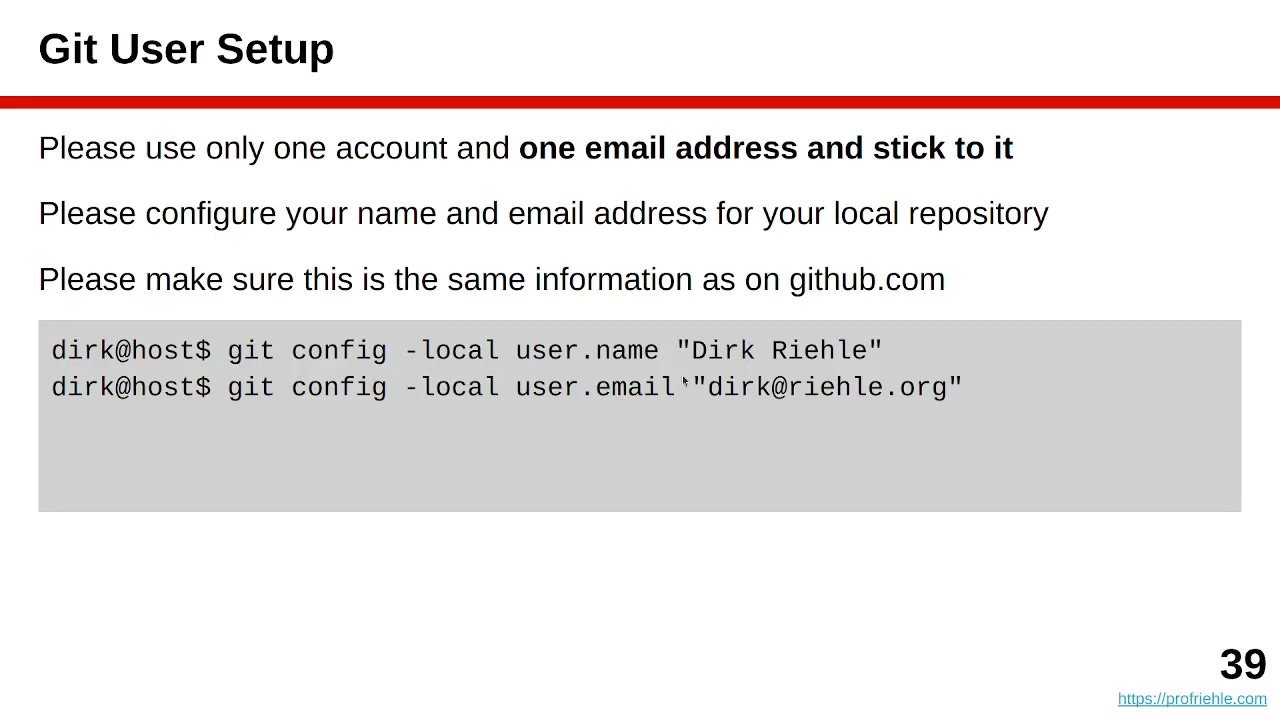 Git User Setup
Please use only one account and one email address and stick to it
Please configure your name and email address for your local repository
Please make sure this is the same information as on github.com
dirk@host$ git config -local user.name "Dirk Riehle"
dirk@host$ git config -local user.email "dirk@riehle.org"
39
https://profriehle.com